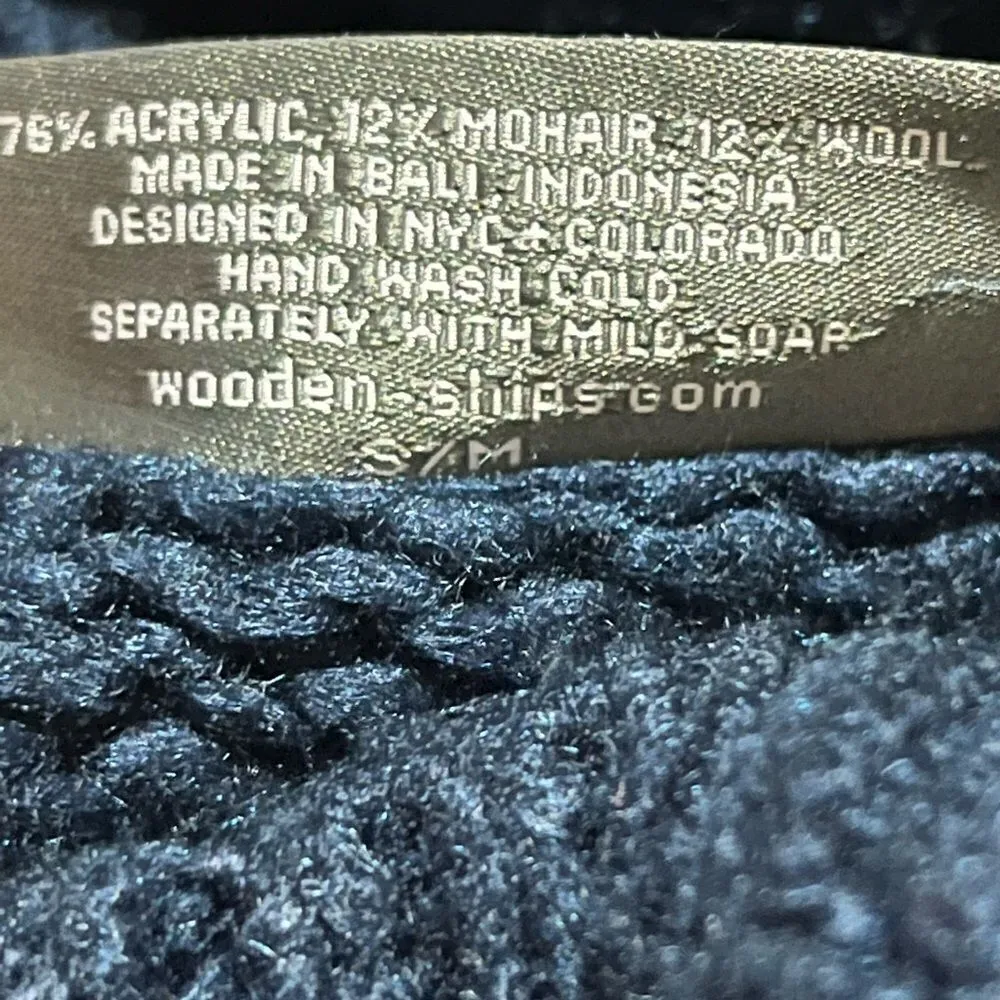 76% ACRYLIC, 12% MOHAIR, 12% WOOL
MADE IN BALI, INDONESIA
DESIGNED IN NYC + COLORADO
HAND WASH COLD
SEPARATELY WITH MILD SOAP
wooden-ships.com
S/M